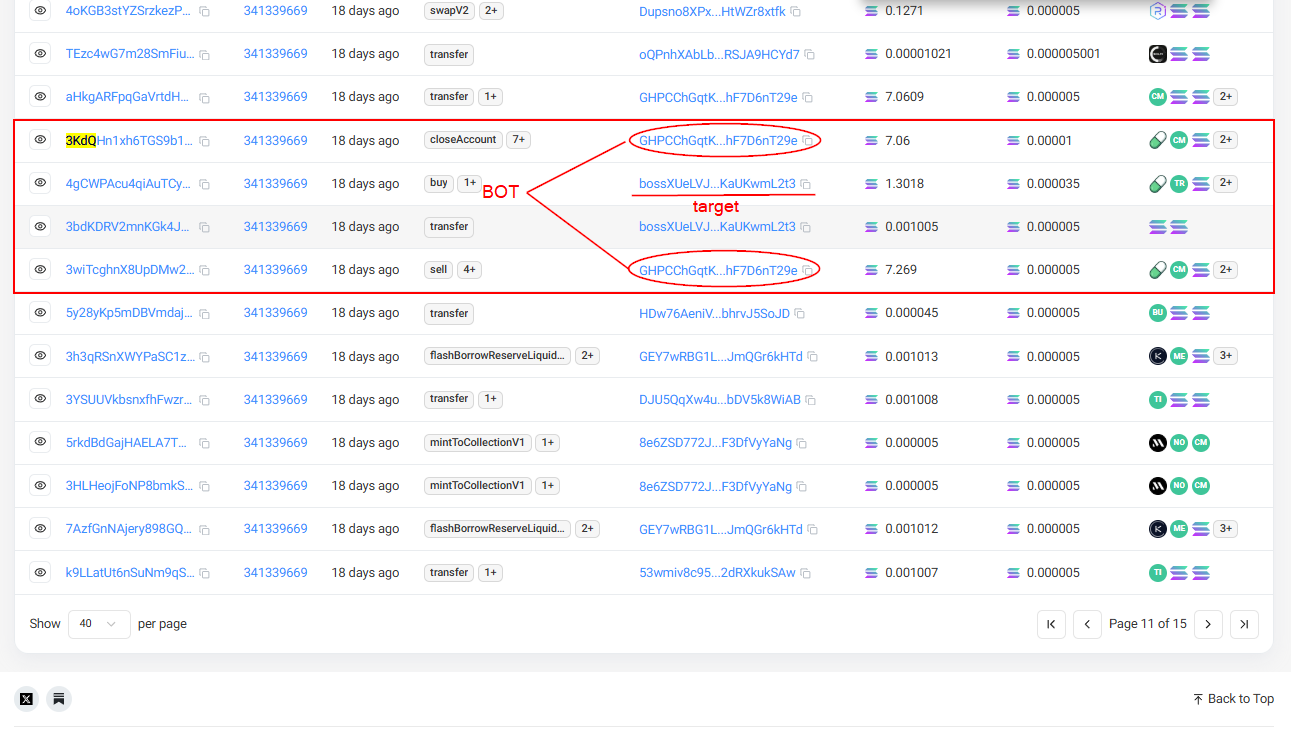 4oKGB3stYZSrzkezP... 341339669 18 days ago swapV2 2+ Dupsno8XPx...HtWZr8xtfk 0.1271 0.000005
TEzc4wG7m28SmFiu... 341339669 18 days ago transfer oQPnhXAbLb...RSJA9HCYd7 0.00001021 0.000005001
aHkgARFpqGaVrtdH... 341339669 18 days ago transfer 1+ GHPCChGqtK...hF7D6nT29e 7.0609 0.000005 CM 2+
3KdQHn1xh6TGS9b1... 341339669 18 days ago closeAccount 7+ GHPCChGqtK...hF7D6nT29e 7.06 0.00001 CM 2+
4gCWPAcu4qiAuTCy... 341339669 18 days ago buy 1+ bossXUeLVJ...KaUKwmL2t3 1.3018 0.000035 TR 2+
BOT
target
3bdKDRV2mnKGk4J... 341339669 18 days ago transfer bossXUeLVJ...KaUKwmL2t3 0.001005 0.000005
3wiTcghnX8UpDMw2... 341339669 18 days ago sell 4+ GHPCChGqtK...hF7D6nT29e 7.269 0.000005 CM 2+
5y28yKp5mDBVmdaj... 341339669 18 days ago transfer HDw76AeniV...bhrvJ5SoJD 0.000045 0.000005 BU
3h3qRSnXWYPaSC1z... 341339669 18 days ago flashBorrowReserveLiquid... 2+ GEY7wRBG1L...JmQGr6kHTd 0.001013 0.000005 K ME 3+
3YSUUVkbsnxfhFwzr... 341339669 18 days ago transfer 1+ DJU5QqXw4u...bDV5k8WiAB 0.001008 0.000005 TI
5rkdBdGajHAELA7T... 341339669 18 days ago mintToCollectionV1 1+ 8e6ZSD772J...F3DfVyYaNg 0.000005 0.000005 NO CM
3HLHeojFoNP8bmkS... 341339669 18 days ago mintToCollectionV1 1+ 8e6ZSD772J...F3DfVyYaNg 0.000005 0.000005 NO CM
7AzfGnNAjery898GQ... 341339669 18 days ago flashBorrowReserveLiquid... 2+ GEY7wRBG1L...JmQGr6kHTd 0.001012 0.000005 K ME 3+
k9LLatUt6nSuNm9qS... 341339669 18 days ago transfer 1+ 53wmiv8c95...2dRXkukSAw 0.001007 0.000005 TI
Show 40 per page Page 11 of 15
Back to Top